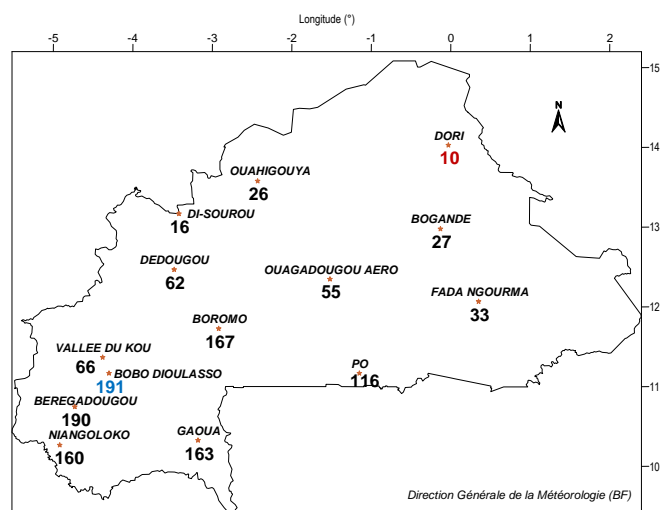 Longitude (°)
-5 -4 -3 -2 -1 0 1 2
15
N
DORI
10
14
OUAHIGOUYA
26
DI-SOUROU
16
BOGANDE
27
13
DEDOUGOU
62
OUAGADOUGOU AERO
55
FADA NGOURMA
33
12
BOROMO
167
VALLEE DU KOU
66
BOBO DIOULASSO
191
PO
116
11
BEREGADOUGOU
190
NIANGOLOKO
160
GAOUA
163
10
Direction Générale de la Météorologie (BF)